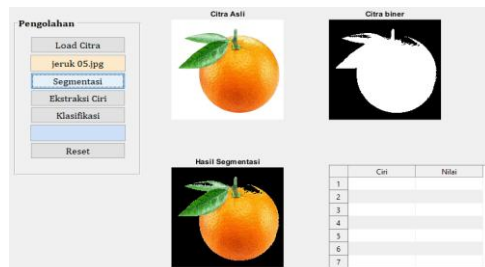 Pengolahan
Load Citra
jeruk 05.jpg
Segmentasi
Ekstraksi Ciri
Klasifikasi
Reset
Citra Asli
Citra biner
Hasil Segmentasi
Ciri Nilai
1
2
3
4
5
6
7